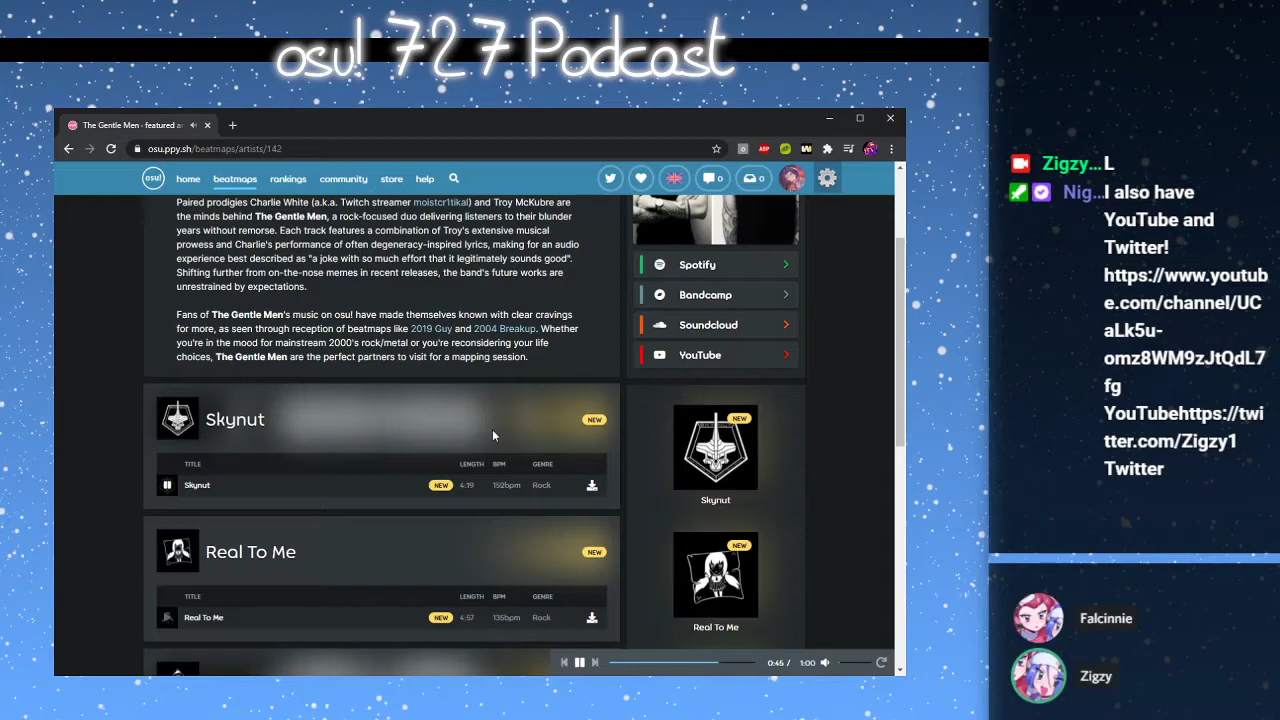 osu! 727 Podcast
The Gentle Men - featured a
osu.ppy.sh/beatmaps/artists/142
osu! home beatmaps rankings community store help 0 0
Paired prodigies Charlie White (a.k.a. Twitch streamer moistcr1tikal) and Troy McKubre are
the minds behind The Gentle Men, a rock-focused duo delivering listeners to their blunder
years without remorse. Each track features a combination of Troy's extensive musical
prowess and Charlie's performance of often degeneracy-inspired lyrics, making for an audio
experience best described as "a joke with so much effort that it legitimately sounds good".
Shifting further from on-the-nose memes in recent releases, the band's future works are
unrestrained by expectations.
Fans of The Gentle Men's music on osu! have made themselves known with clear cravings
for more, as seen through reception of beatmaps like 2019 Guy and 2004 Breakup. Whether
you're in the mood for mainstream 2000's rock/metal or you're reconsidering your life
choices, The Gentle Men are the perfect partners to visit for a mapping session.
Spotify
Bandcamp
Soundcloud
YouTube
Skynut NEW
TITLE LENGTH BPM GENRE
Skynut NEW 4:19 152bpm Rock
Real To Me NEW
TITLE LENGTH BPM GENRE
Real To Me NEW 4:57 135bpm Rock
NEW
Skynut
NEW
Real To Me
0:45 / 1:00
Zigzy... L
Nig... I also have
YouTube and
Twitter!
https://www.youtub
e.com/channel/UC
aLk5u-
omz8WM9zJtQdL7
fg
YouTubehttps://twi
tter.com/Zigzy1
Twitter
Falcinnie
Zigzy